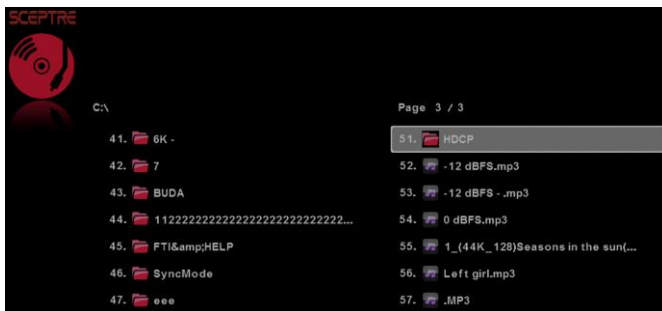 SCEPTRE
C:\
Page 3 / 3
41. 6K -
42. 7
43. BUDA
44. 1122222222222222222222222222...
45. FTI&amp;HELP
46. SyncMode
47. eee
51. HDCP
52. -12 dBFS.mp3
53. -12 dBFS - .mp3
54. 0 dBFS.mp3
55. 1_(44K_128)Seasons in the sun(...
56. Left girl.mp3
57. .MP3